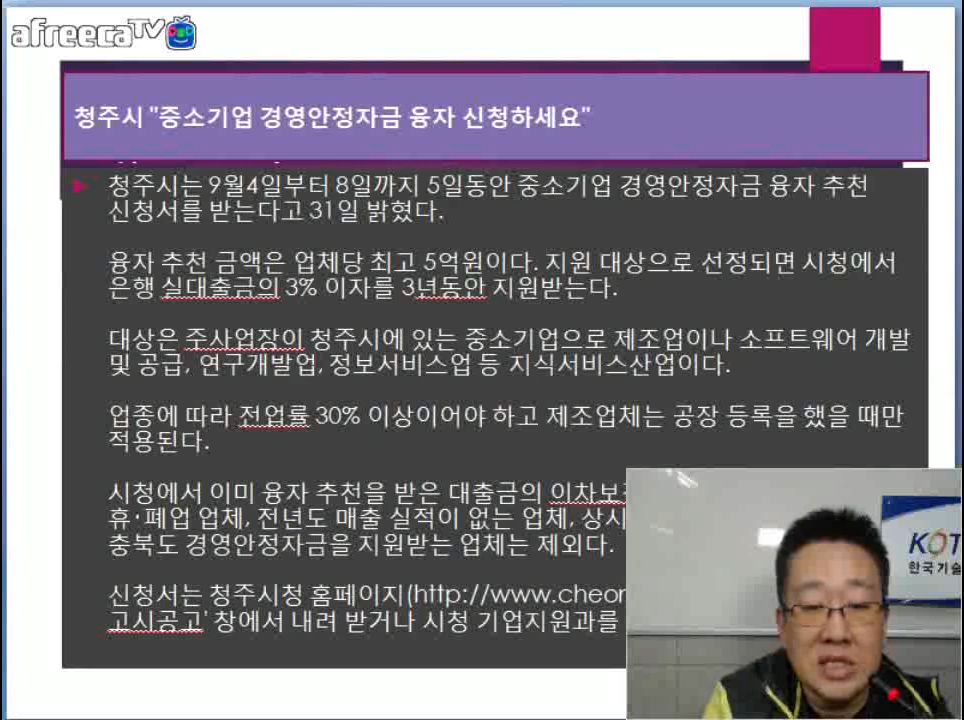 afreecaTV
청주시 "중소기업 경영안정자금 융자 신청하세요"
청주시는 9월4일부터 8일까지 5일동안 중소기업 경영안정자금 융자 추천
신청서를 받는다고 31일 밝혔다.
융자 추천 금액은 업체당 최고 5억원이다. 지원 대상으로 선정되면 시청에서
은행 실대출금의 3% 이자를 3년동안 지원받는다.
대상은 주사업장이 청주시에 있는 중소기업으로 제조업이나 소프트웨어 개발
및 공급, 연구개발업, 정보서비스업 등 지식서비스산업이다.
업종에 따라 전업률 30% 이상이어야 하고 제조업체는 공장 등록을 했을 때만
적용된다.
시청에서 이미 융자 추천을 받은 대출금의 이차보
휴·폐업 업체, 전년도 매출 실적이 없는 업체, 상시
충북도 경영안정자금을 지원받는 업체는 제외다.
신청서는 청주시청 홈페이지(http://www.cheon
고시공고' 창에서 내려 받거나 시청 기업지원과를
KOT
한국기술